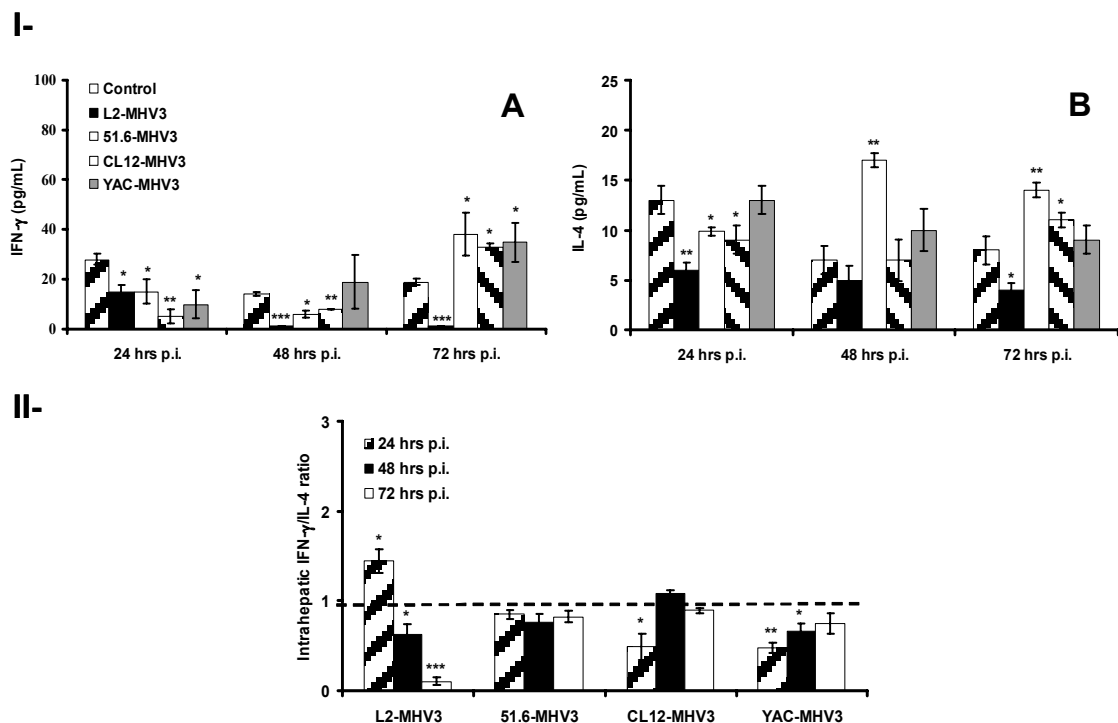 I-
A
IFN-γ (pg/mL)
100
80
60
40
20
0
Control
L2-MHV3
51.6-MHV3
CL12-MHV3
YAC-MHV3
* * ** *
*** * **
*** * * *
24 hrs p.i. 48 hrs p.i. 72 hrs p.i.
B
IL-4 (pg/mL)
25
20
15
10
5
0
** * *
**
* ** *
24 hrs p.i. 48 hrs p.i. 72 hrs p.i.
II-
Intrahepatic IFN-γ/IL-4 ratio
3
2
1
0
24 hrs p.i.
48 hrs p.i.
72 hrs p.i.
* * ***
*
** *
L2-MHV3 51.6-MHV3 CL12-MHV3 YAC-MHV3